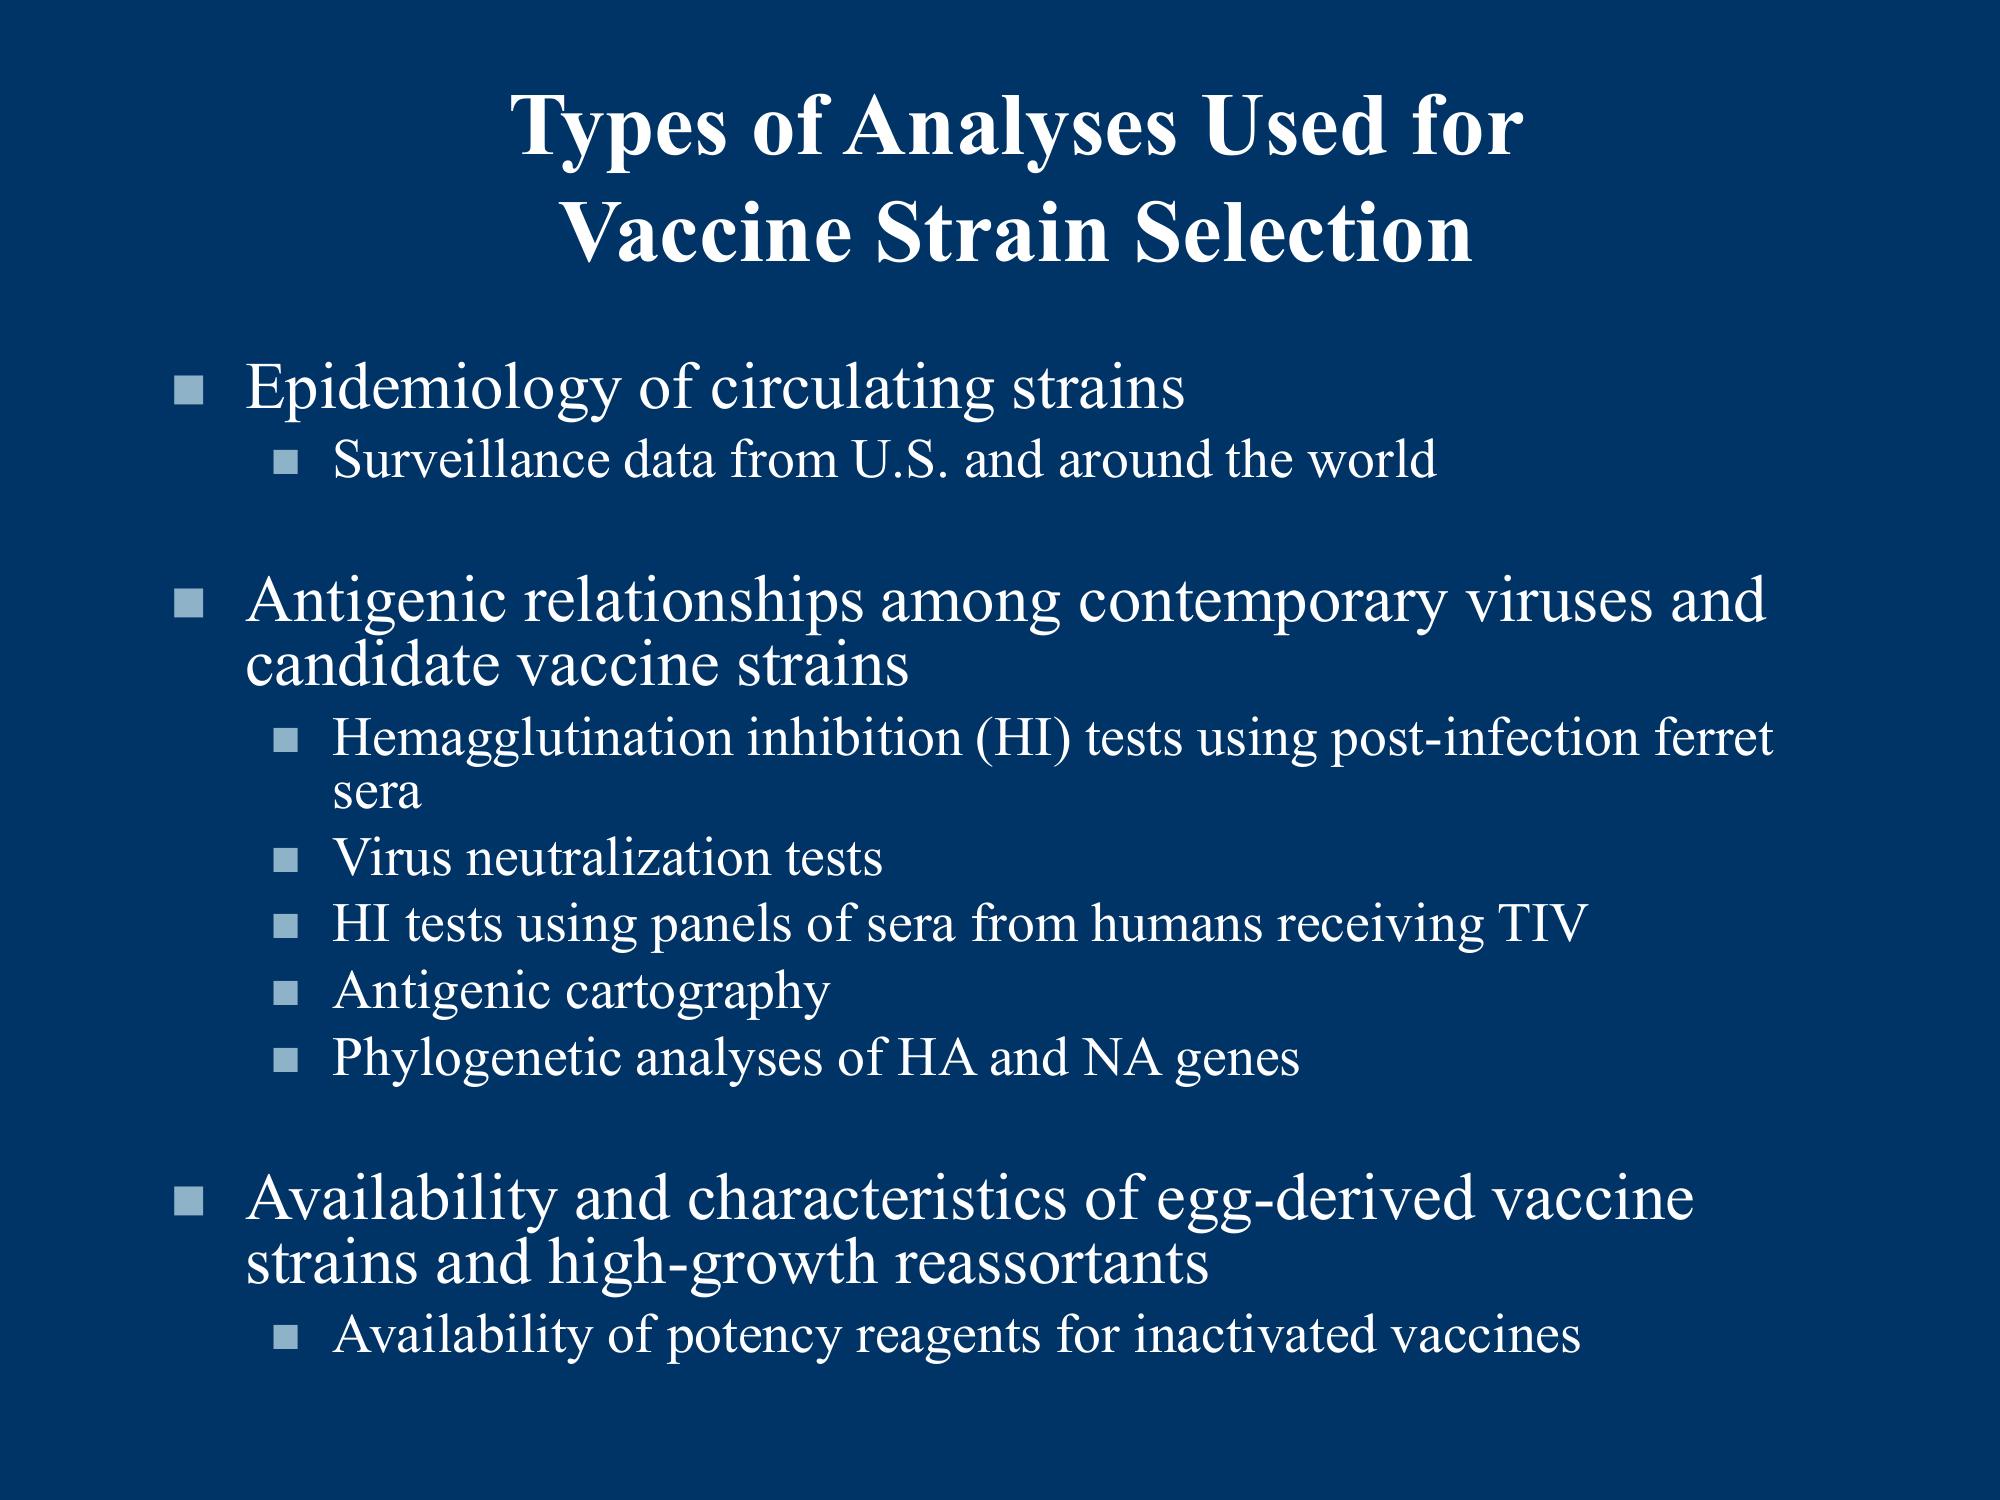 Types of Analyses Used for
Vaccine Strain Selection
Epidemiology of circulating strains
Surveillance data from U.S. and around the world
Antigenic relationships among contemporary viruses and
candidate vaccine strains
Hemagglutination inhibition (HI) tests using post-infection ferret
sera
Virus neutralization tests
HI tests using panels of sera from humans receiving TIV
Antigenic cartography
Phylogenetic analyses of HA and NA genes
Availability and characteristics of egg-derived vaccine
strains and high-growth reassortants
Availability of potency reagents for inactivated vaccines